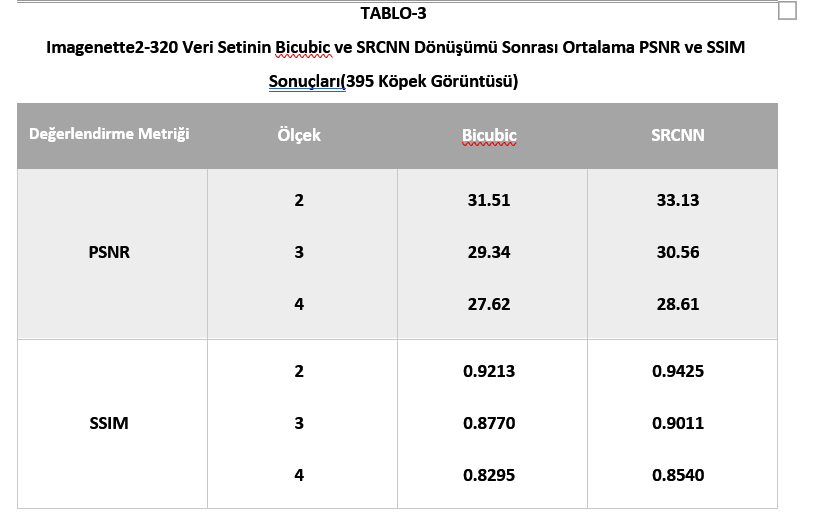 TABLO-3
Imagenette2-320 Veri Setinin Bicubic ve SRCNN Dönüşümü Sonrası Ortalama PSNR ve SSIM
Sonuçları(395 Köpek Görüntüsü)
Değerlendirme Metriği Ölçek Bicubic SRCNN
2 31.51 33.13
PSNR 3 29.34 30.56
4 27.62 28.61
2 0.9213 0.9425
SSIM 3 0.8770 0.9011
4 0.8295 0.8540